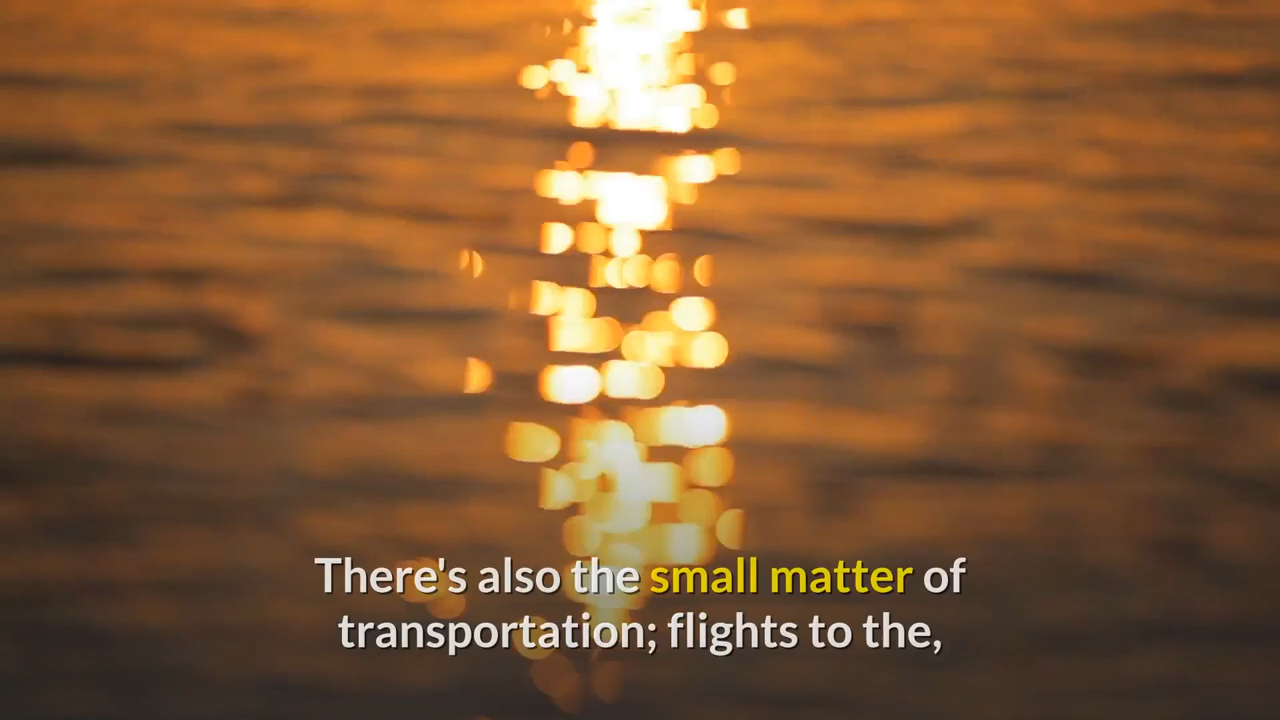 There's also the small matter of
transportation; flights to the,